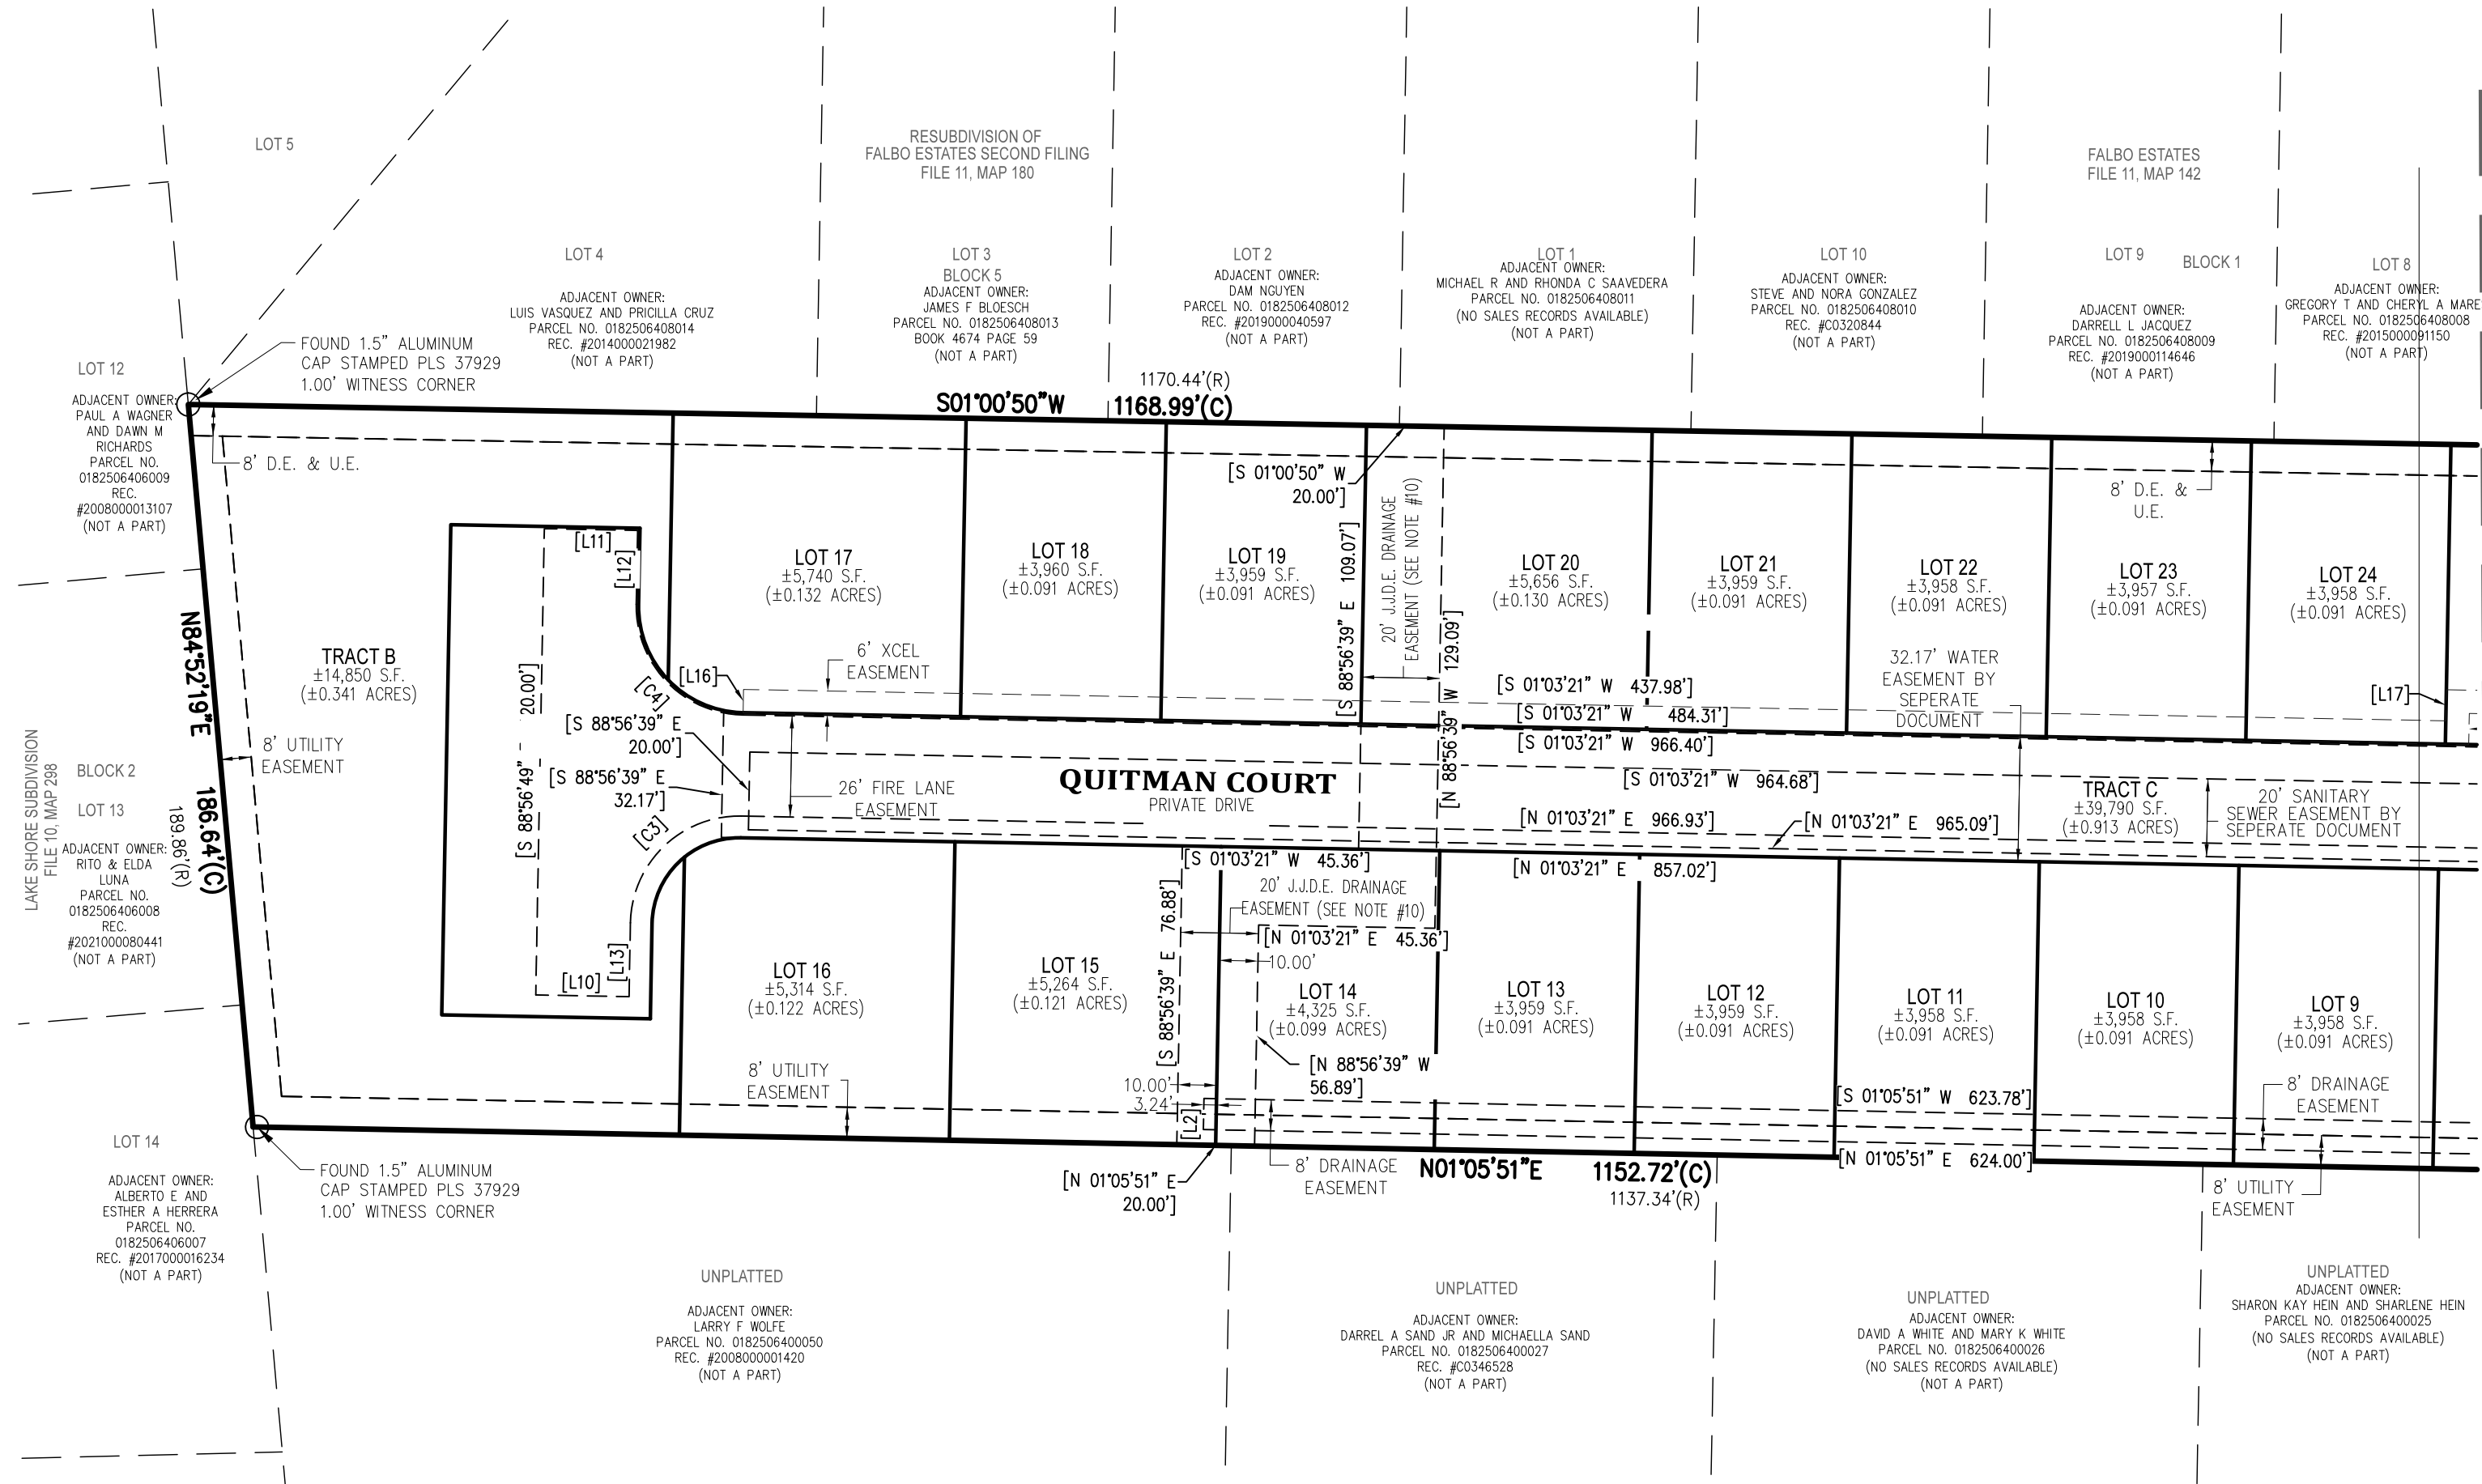 LOT 5
RESUBDIVISION OF
FALBO ESTATES SECOND FILING
FILE 11, MAP 180
FALBO ESTATES
FILE 11, MAP 142
LOT 4
ADJACENT OWNER:
LUIS VASQUEZ AND PRICILLA CRUZ
PARCEL NO. 0182506408014
REC. #2014000021982
(NOT A PART)
LOT 3
BLOCK 5
ADJACENT OWNER:
JAMES F BLOESCH
PARCEL NO. 0182506408013
BOOK 4674 PAGE 59
(NOT A PART)
LOT 2
ADJACENT OWNER:
DAM NGUYEN
PARCEL NO. 0182506408012
REC. #2019000040597
(NOT A PART)
LOT 1
ADJACENT OWNER:
MICHAEL R AND RHONDA C SAAVEDERA
PARCEL NO. 0182506408011
(NO SALES RECORDS AVAILABLE)
(NOT A PART)
LOT 10
ADJACENT OWNER:
STEVE AND NORA GONZALEZ
PARCEL NO. 0182506408010
REC. #C0320844
(NOT A PART)
LOT 9
BLOCK 1
ADJACENT OWNER:
DARRELL L JACQUEZ
PARCEL NO. 0182506408009
REC. #2019000114646
(NOT A PART)
LOT 8
ADJACENT OWNER:
GREGORY T AND CHERYL A MARE
PARCEL NO. 0182506408008
REC. #2015000091150
(NOT A PART)
FOUND 1.5" ALUMINUM
CAP STAMPED PLS 37929
1.00' WITNESS CORNER
LOT 12
ADJACENT OWNER:
PAUL A WAGNER
AND DAWN M
RICHARDS
PARCEL NO.
0182506406009
REC.
#2008000013107
(NOT A PART)
1170.44'(R)
S01°00'50"W 1168.99'(C)
8' D.E. & U.E.
[S 01°00'50" W
20.00']
8' D.E. &
U.E.
[L11]
[L12]
LOT 17
±5,740 S.F.
(±0.132 ACRES)
LOT 18
±3,960 S.F.
(±0.091 ACRES)
LOT 19
±3,959 S.F.
(±0.091 ACRES)
[S 88°56'39" E 109.07']
20' J.J.D.E. DRAINAGE
EASEMENT (SEE NOTE #10)
[N 88°56'39" W 129.09']
LOT 20
±5,656 S.F.
(±0.130 ACRES)
LOT 21
±3,959 S.F.
(±0.091 ACRES)
LOT 22
±3,958 S.F.
(±0.091 ACRES)
LOT 23
±3,957 S.F.
(±0.091 ACRES)
LOT 24
±3,958 S.F.
(±0.091 ACRES)
N84°52'19"E 186.64'(C)
189.86'(R)
TRACT B
±14,850 S.F.
(±0.341 ACRES)
[S 88°56'49" E 120.00']
[C4]
[L16]
6' XCEL
EASEMENT
[S 88°56'39" E
20.00']
[S 88°56'39" E
32.17']
[C3]
26' FIRE LANE
EASEMENT
8' UTILITY
EASEMENT
QUITMAN COURT
PRIVATE DRIVE
[S 01°03'21" W 437.98']
[S 01°03'21" W 484.31']
[S 01°03'21" W 966.40']
[S 01°03'21" W 964.68']
[N 01°03'21" E 966.93']
[N 01°03'21" E 965.09']
[N 01°03'21" E 857.02']
32.17' WATER
EASEMENT BY
SEPERATE
DOCUMENT
[L17]
TRACT C
±39,790 S.F.
(±0.913 ACRES)
20' SANITARY
SEWER EASEMENT BY
SEPERATE DOCUMENT
LAKE SHORE SUBDIVISION
FILE 10, MAP 298
BLOCK 2
LOT 13
ADJACENT OWNER:
RITO & ELDA
LUNA
PARCEL NO.
0182506406008
REC.
#2021000080441
(NOT A PART)
[L10]
[L13]
[S 01°03'21" W 45.36']
20' J.J.D.E. DRAINAGE
EASEMENT (SEE NOTE #10)
[N 01°03'21" E 45.36']
10.00'
[S 88°56'39" E 76.88']
LOT 16
±5,314 S.F.
(±0.122 ACRES)
LOT 15
±5,264 S.F.
(±0.121 ACRES)
LOT 14
±4,325 S.F.
(±0.099 ACRES)
LOT 13
±3,959 S.F.
(±0.091 ACRES)
LOT 12
±3,959 S.F.
(±0.091 ACRES)
LOT 11
±3,958 S.F.
(±0.091 ACRES)
LOT 10
±3,958 S.F.
(±0.091 ACRES)
LOT 9
±3,958 S.F.
(±0.091 ACRES)
8' UTILITY
EASEMENT
10.00'
3.24'
[L2]
[N 88°56'39" W
56.89']
[S 01°05'51" W 623.78']
8' DRAINAGE
EASEMENT
LOT 14
ADJACENT OWNER:
ALBERTO E AND
ESTHER A HERRERA
PARCEL NO.
0182506406007
REC. #2017000016234
(NOT A PART)
FOUND 1.5" ALUMINUM
CAP STAMPED PLS 37929
1.00' WITNESS CORNER
[N 01°05'51" E
20.00']
8' DRAINAGE
EASEMENT
N01°05'51"E 1152.72'(C)
1137.34'(R)
[N 01°05'51" E 624.00']
8' UTILITY
EASEMENT
UNPLATTED
ADJACENT OWNER:
LARRY F WOLFE
PARCEL NO. 0182506400050
REC. #2008000001420
(NOT A PART)
UNPLATTED
ADJACENT OWNER:
DARREL A SAND JR AND MICHAELLA SAND
PARCEL NO. 0182506400027
REC. #C0346528
(NOT A PART)
UNPLATTED
ADJACENT OWNER:
DAVID A WHITE AND MARY K WHITE
PARCEL NO. 0182506400026
(NO SALES RECORDS AVAILABLE)
(NOT A PART)
UNPLATTED
ADJACENT OWNER:
SHARON KAY HEIN AND SHARLENE HEIN
PARCEL NO. 0182506400025
(NO SALES RECORDS AVAILABLE)
(NOT A PART)